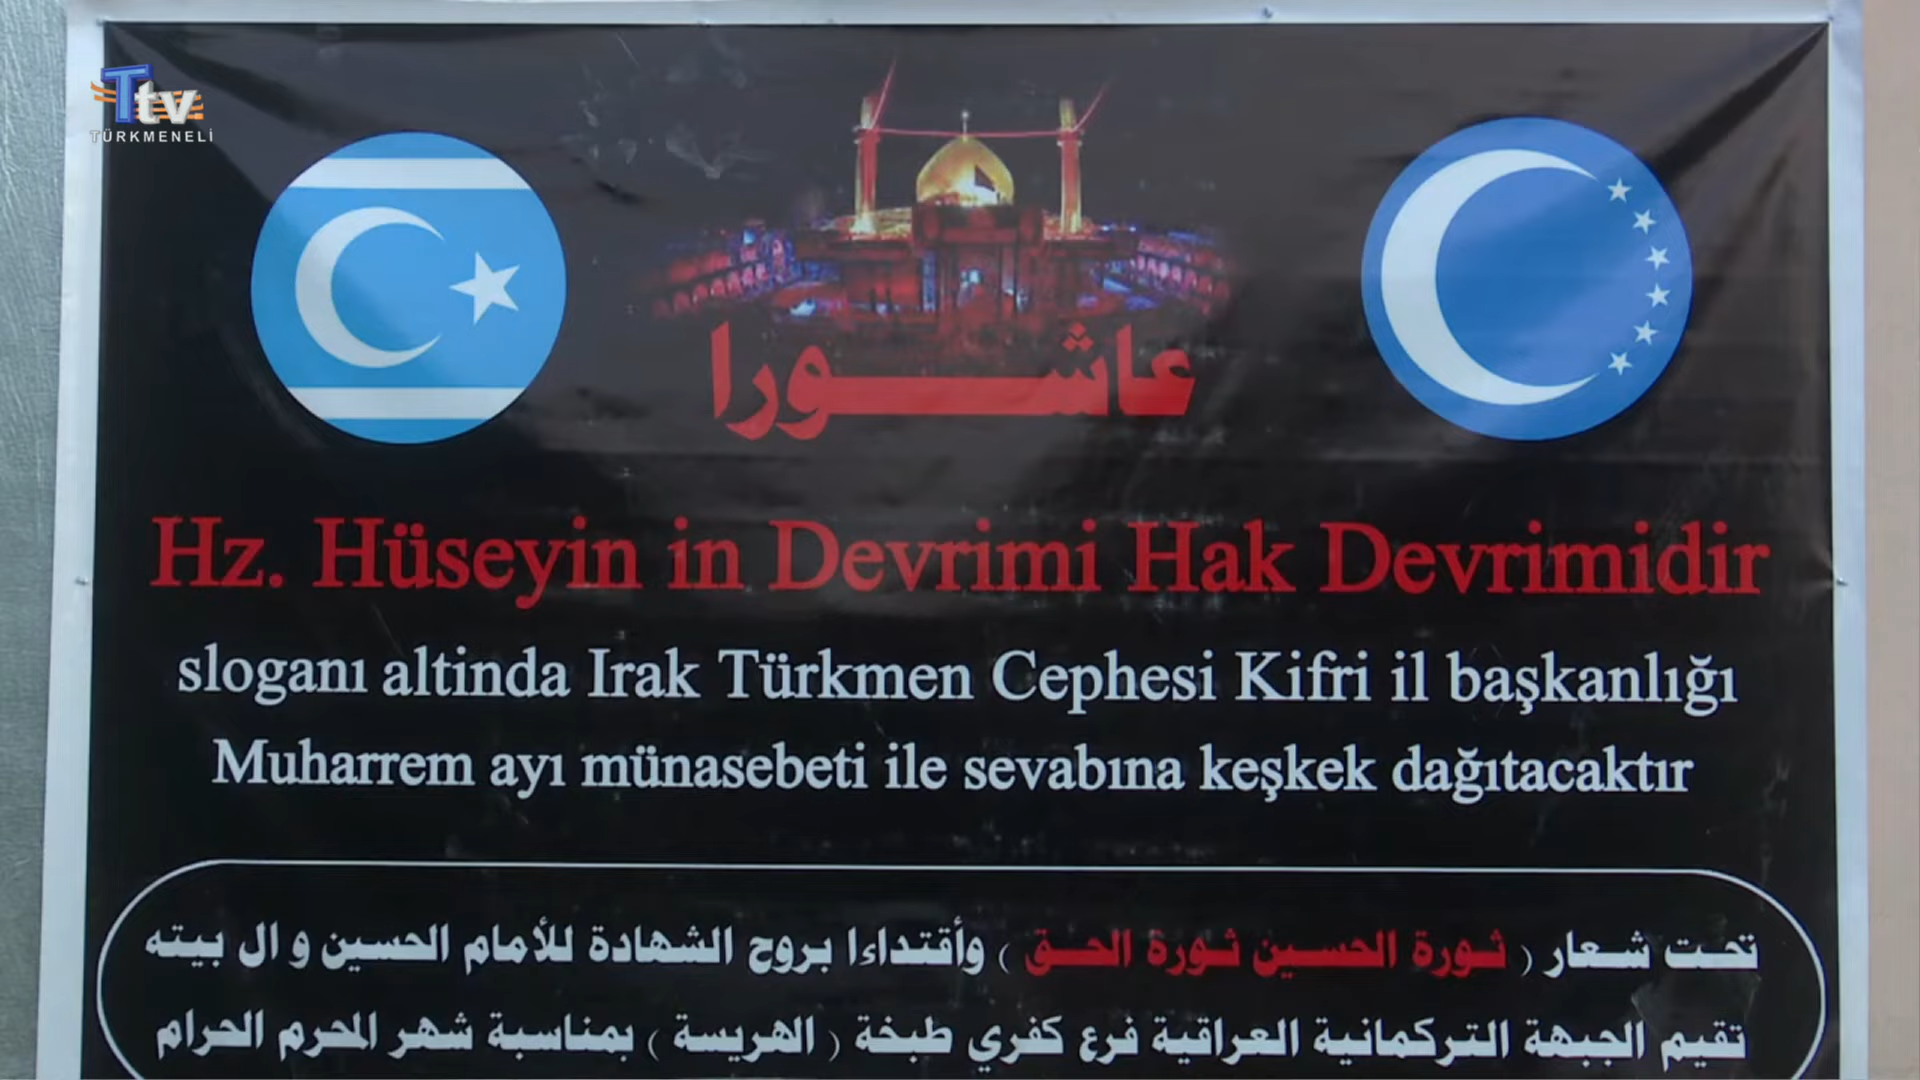 Ttv
TÜRKMENELİ
عاشورا
Hz. Hüseyin in Devrimi Hak Devrimidir
sloganı altinda Irak Türkmen Cephesi Kifri il başkanlığı
Muharrem ayı münasebeti ile sevabına keşkek dağıtacaktır
تحت شعار ( ثورة الحسين ثورة الحق ) وأقتداءا بروح الشهادة للأمام الحسين و ال بيته
تقيم الجبهة التركمانية العراقية فرع كفري طبخة ( الهريسة ) بمناسبة شهر المحرم الحرام